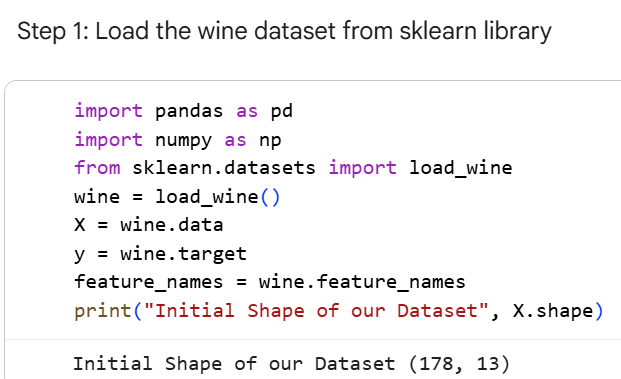 Step 1: Load the wine dataset from sklearn library
import pandas as pd
import numpy as np
from sklearn.datasets import load_wine
wine = load_wine()
X = wine.data
y = wine.target
feature_names = wine.feature_names
print("Initial Shape of our Dataset", X.shape)
Initial Shape of our Dataset (178, 13)